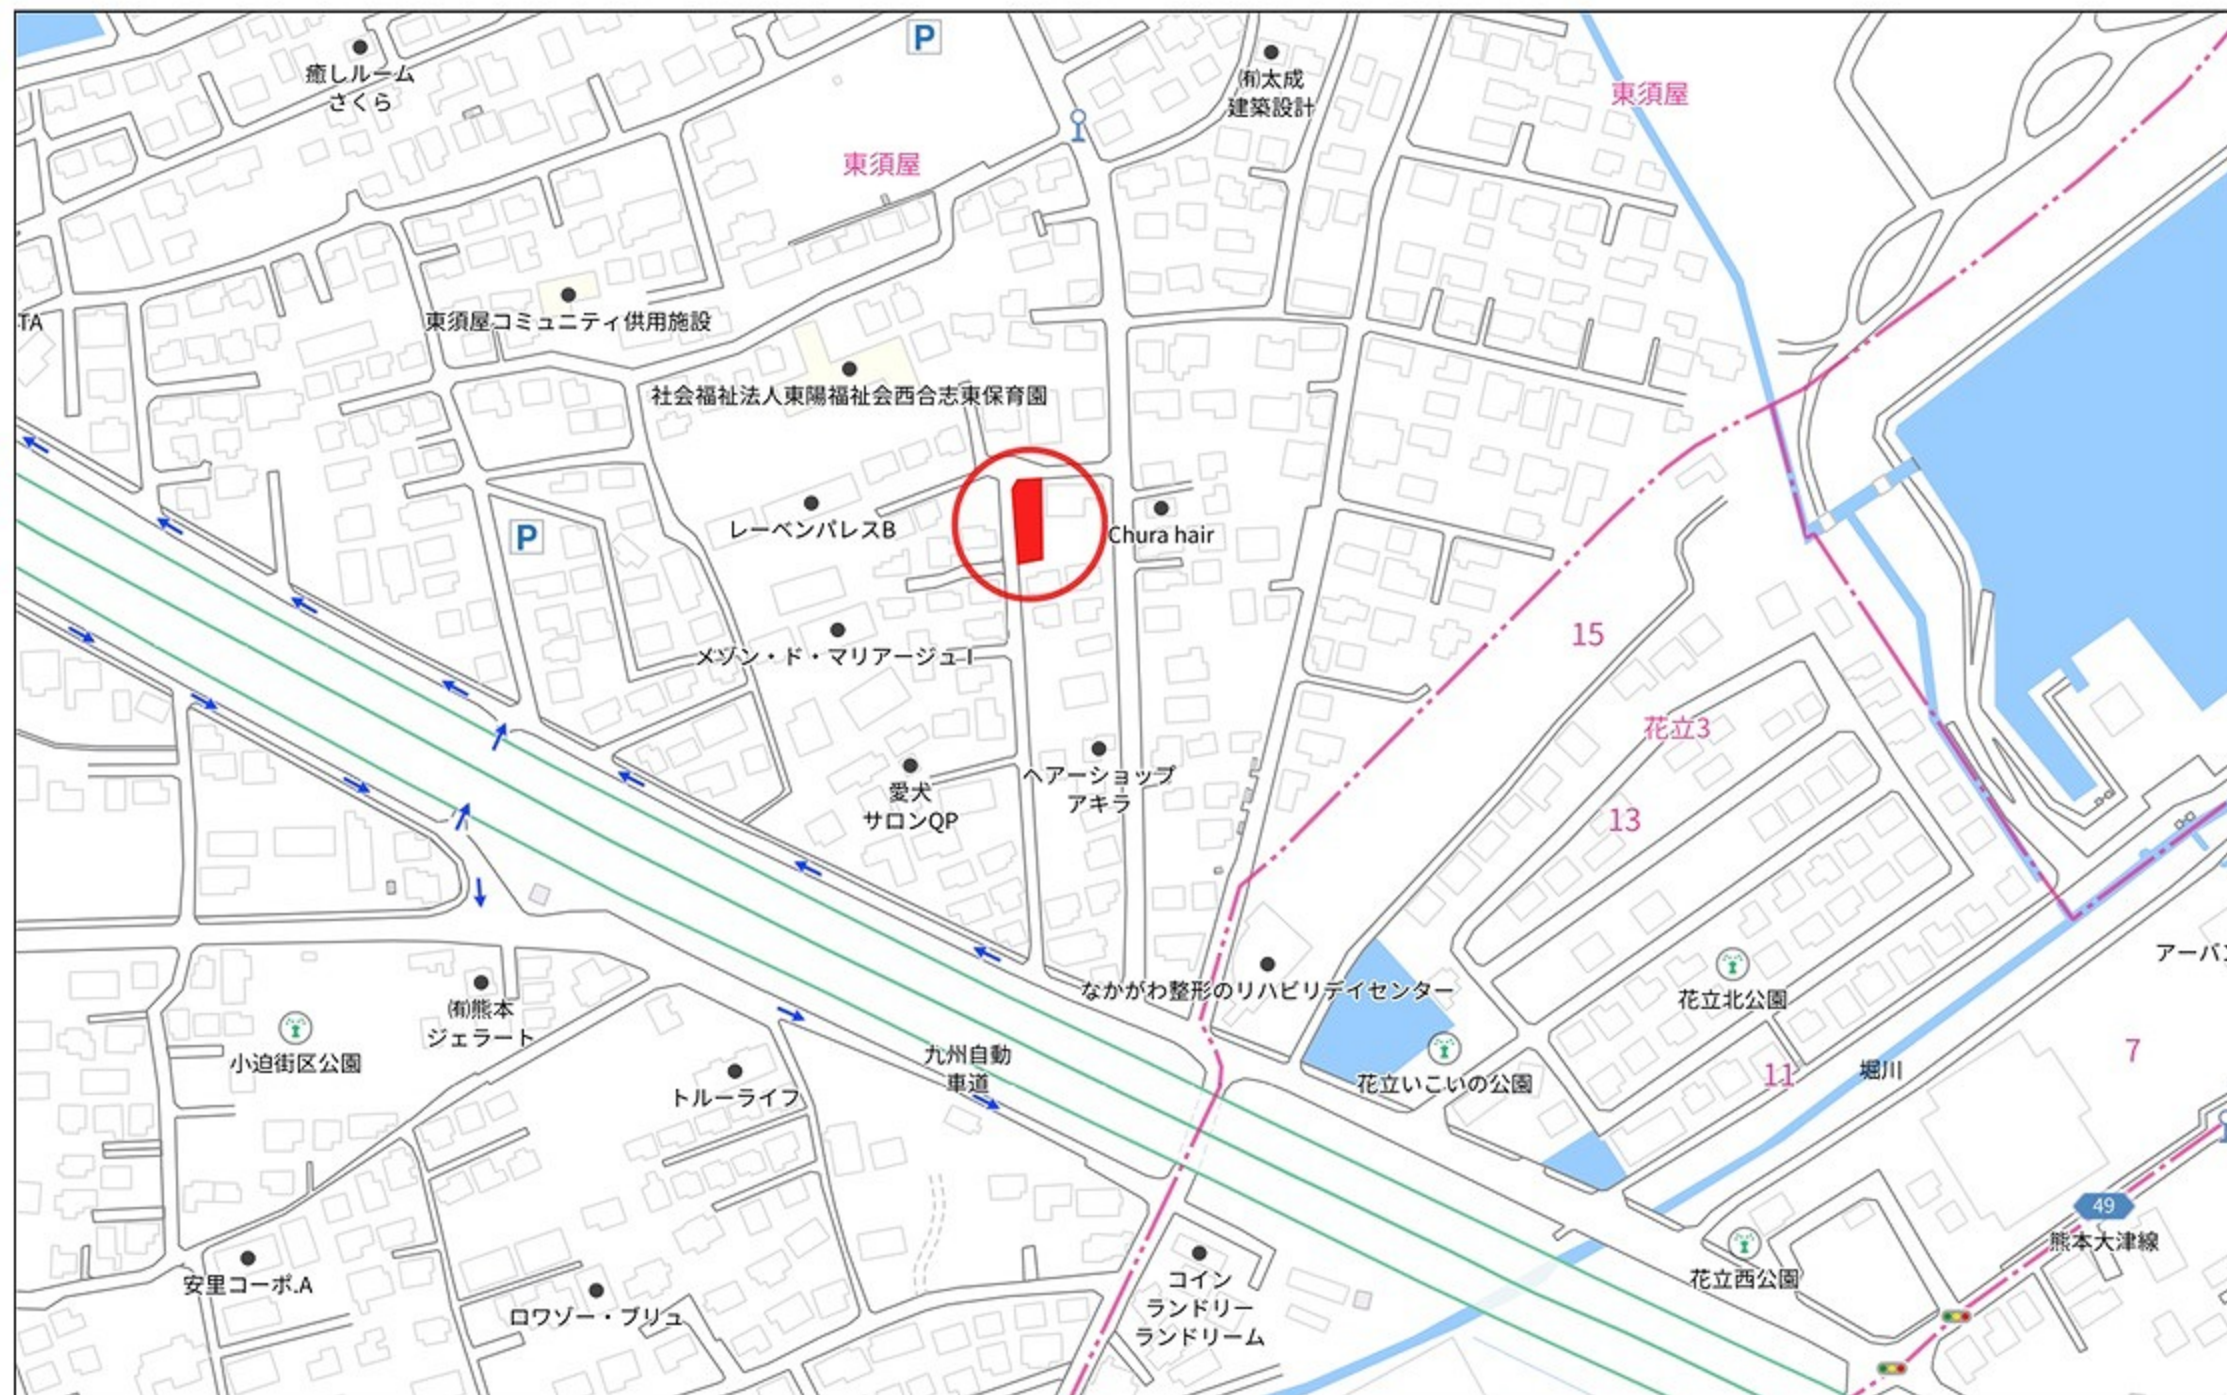 P
癒しルーム
さくら
㈲太成
建築設計
東須屋
東須屋
東須屋コミュニティ供用施設
TA
社会福祉法人東陽福祉会西合志東保育園
レーベンパレスB
P
Chura hair
メゾン・ド・マリアージュⅠ
15
花立3
愛犬
サロンQP
ヘアーショップ
アキラ
13
㈲熊本
ジェラート
小迫街区公園
なかがわ整形のリハビリデイセンター
花立北公園
アーバン
花立いこいの公園
11
堀川
7
九州自動
車道
トルーライフ
49
熊本大津線
花立西公園
安里コーポ.A
ロワゾー・ブリュ
コイン
ランドリー
ランドリーム